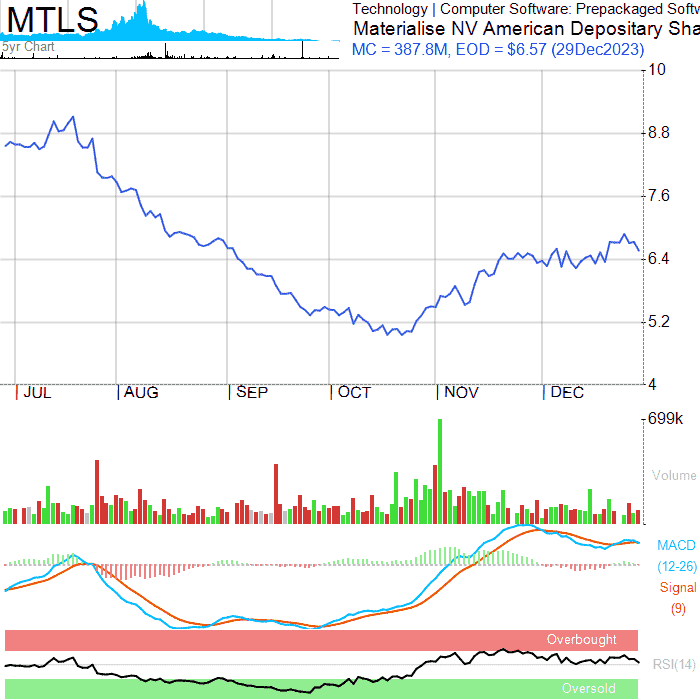 MTLS
5yr Chart
Technology | Computer Software: Prepackaged Softw
Materialise NV American Depositary Sha
MC = 387.8M, EOD = $6.57 (29Dec2023)
10
8.8
7.6
6.4
5.2
4
JUL AUG SEP OCT NOV DEC
699k
Volume
MACD
(12-26)
Signal
(9)
Overbought
RSI(14)
Oversold